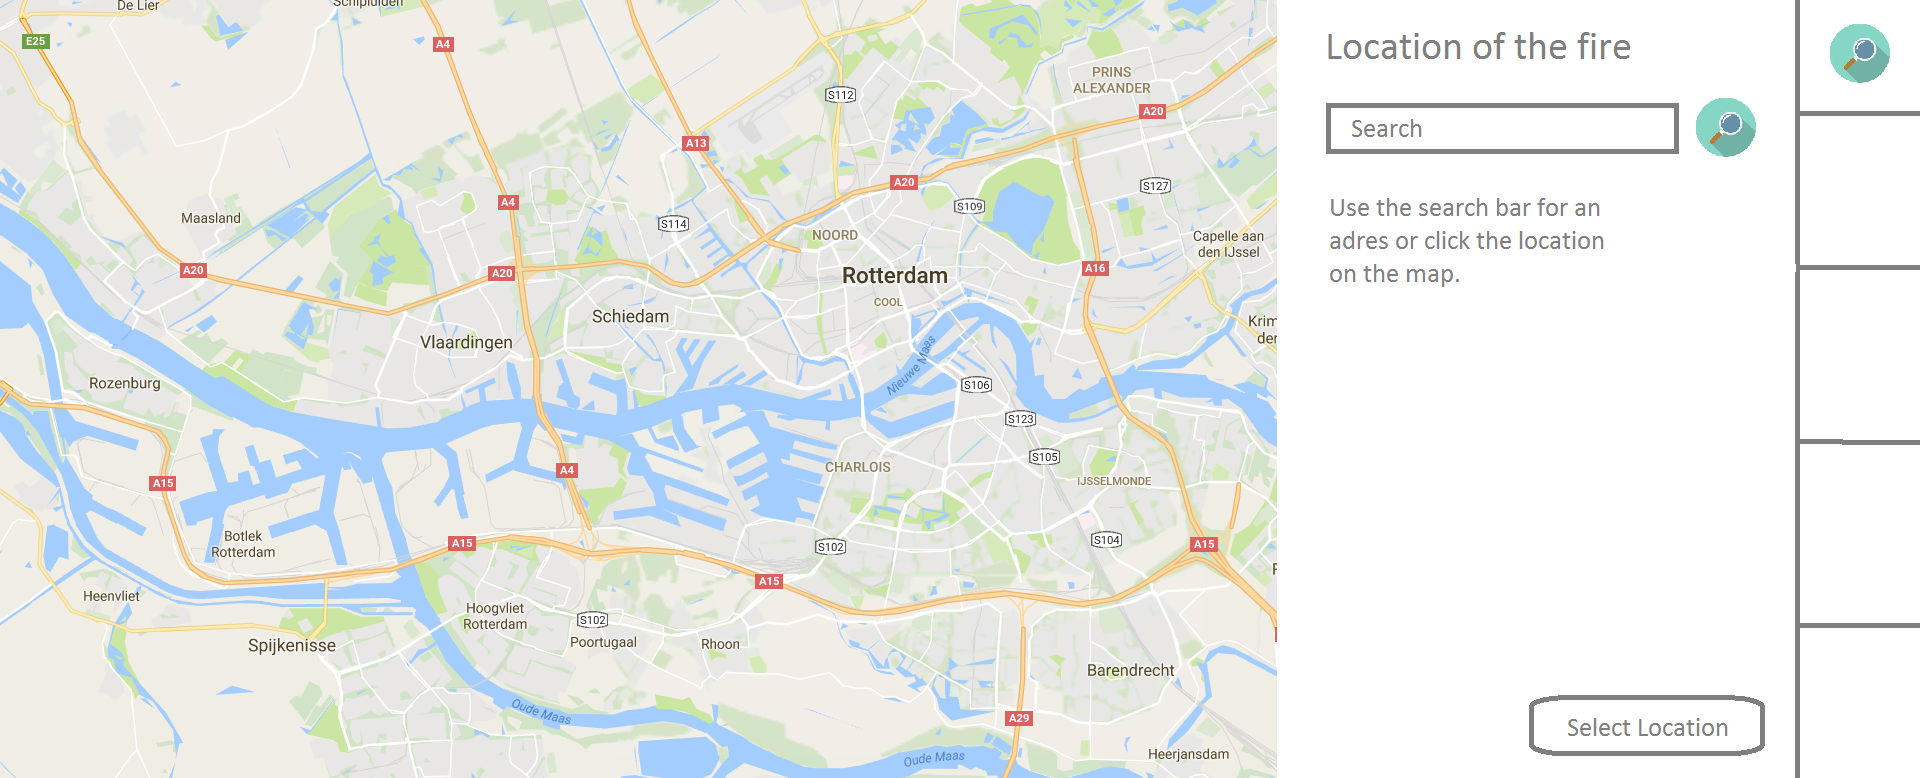 De Lier
Schipluiden
E25
A4
PRINS
ALEXANDER
S112
A20
A13
A20
S127
A4
S109
Maasland
S114
NOORD
Capelle aan
den IJssel
A20
A20
Rotterdam
A16
COOL
Schiedam
Vlaardingen
Nieuwe Maas
Rozenburg
S106
S123
S105
CHARLOIS
A4
A15
IJSSELMONDE
Botlek
Rotterdam
A15
S102
S104
A15
A15
Heenvliet
Hoogvliet
Rotterdam
S102
Poortugaal
Rhoon
Spijkenisse
Barendrecht
Oude Maas
A29
Oude Maas
Heerjansdam
Location of the fire
Search
Use the search bar for an
adres or click the location
on the map.
Select Location